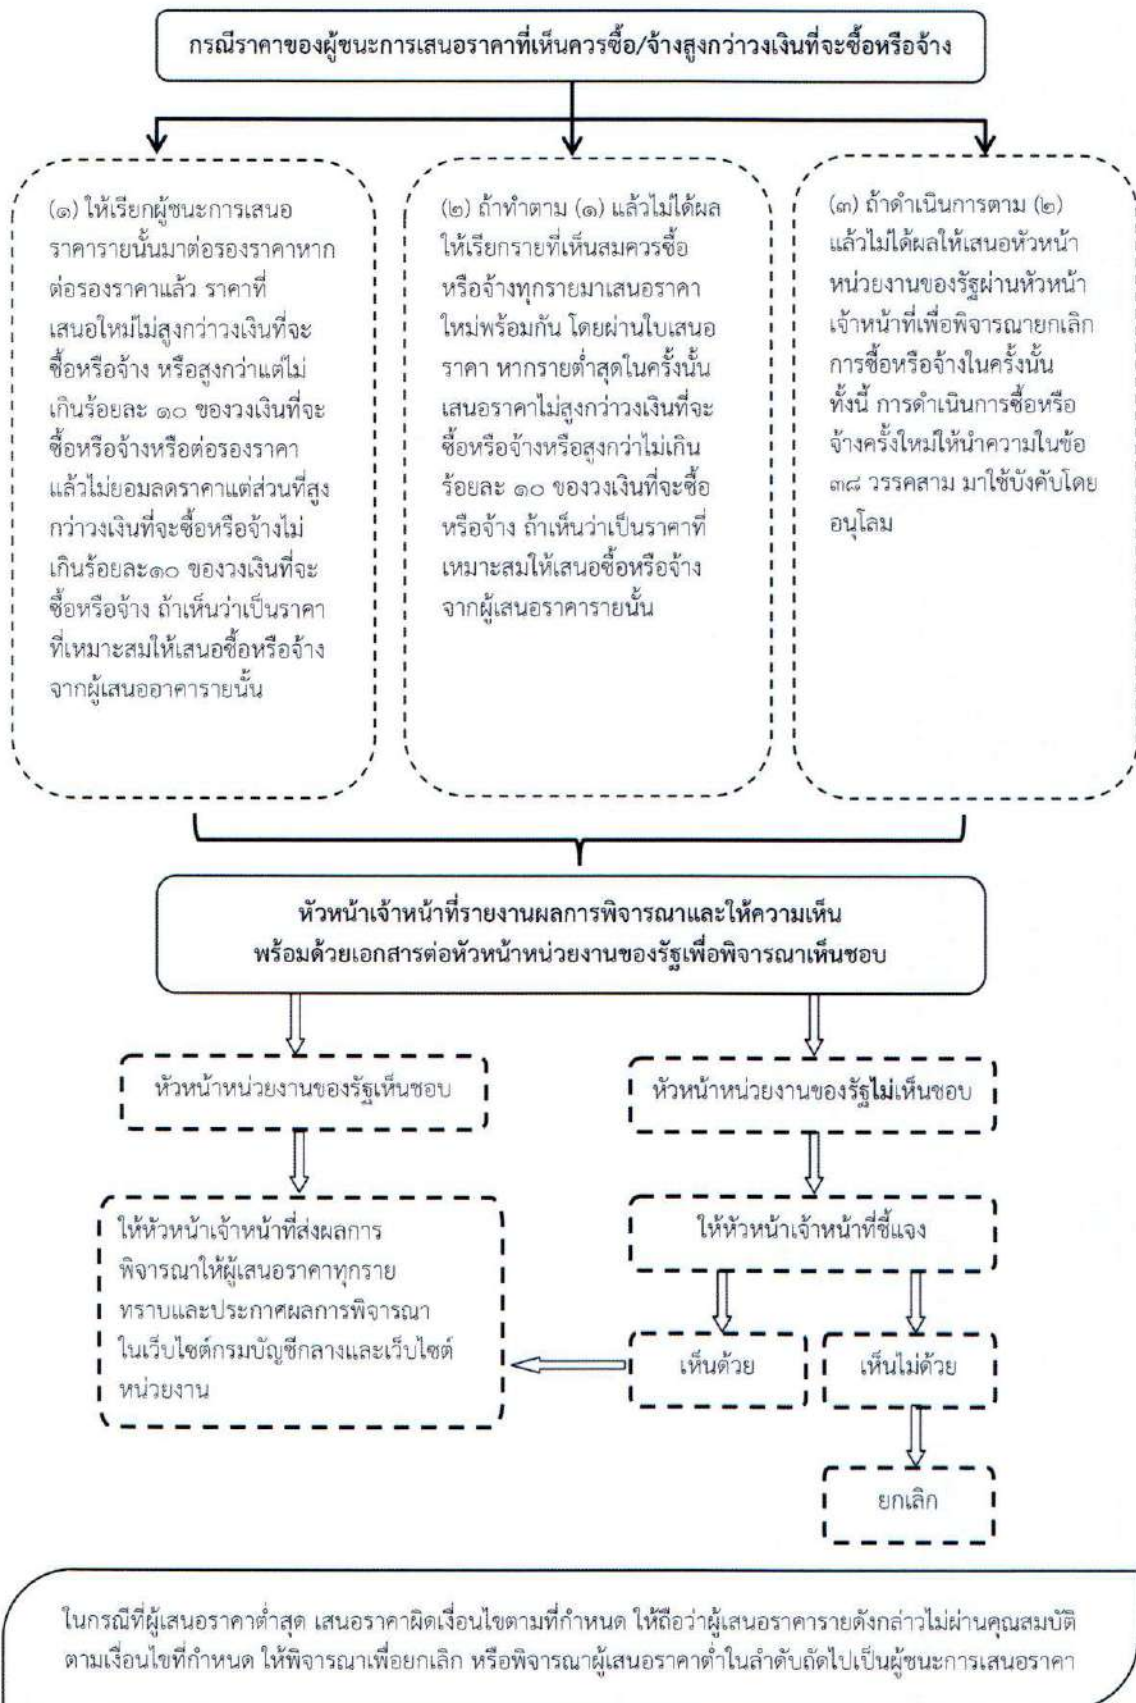 กรณีราคาของผู้ชนะการเสนอราคาที่เห็นควรซื้อ/จ้างสูงกว่าวงเงินที่จะซื้อหรือจ้าง
(๑) ให้เรียกผู้ชนะการเสนอ
ราคารายนั้นมาต่อรองราคาหาก
ต่อรองราคาแล้ว ราคาที่
เสนอใหม่ไม่สูงกว่าวงเงินที่จะ
ซื้อหรือจ้าง หรือสูงกว่าแต่ไม่
เกินร้อยละ ๑๐ ของวงเงินที่จะ
ซื้อหรือจ้างหรือต่อรองราคา
แล้วไม่ยอมลดราคาแต่ส่วนที่สูง
กว่าวงเงินที่จะซื้อหรือจ้างไม่
เกินร้อยละ๑๐ ของวงเงินที่จะ
ซื้อหรือจ้าง ถ้าเห็นว่าเป็นราคา
ที่เหมาะสมให้เสนอซื้อหรือจ้าง
จากผู้เสนออาคารายนั้น
(๒) ถ้าทำตาม (๑) แล้วไม่ได้ผล
ให้เรียกรายที่เห็นสมควรซื้อ
หรือจ้างทุกรายมาเสนอราคา
ใหม่พร้อมกัน โดยผ่านใบเสนอ
ราคา หากรายต่ำสุดในครั้งนั้น
เสนอราคาไม่สูงกว่าวงเงินที่จะ
ซื้อหรือจ้างหรือสูงกว่าไม่เกิน
ร้อยละ ๑๐ ของวงเงินที่จะซื้อ
หรือจ้าง ถ้าเห็นว่าเป็นราคาที่
เหมาะสมให้เสนอซื้อหรือจ้าง
จากผู้เสนอราคารายนั้น
(๓) ถ้าดำเนินการตาม (๒)
แล้วไม่ได้ผลให้เสนอหัวหน้า
หน่วยงานของรัฐผ่านหัวหน้า
เจ้าหน้าที่เพื่อพิจารณายกเลิก
การซื้อหรือจ้างในครั้งนั้น
ทั้งนี้ การดำเนินการซื้อหรือ
จ้างครั้งใหม่ให้นำความในข้อ
๓๘ วรรคสาม มาใช้บังคับโดย
อนุโลม
หัวหน้าเจ้าหน้าที่รายงานผลการพิจารณาและให้ความเห็น
พร้อมด้วยเอกสารต่อหัวหน้าหน่วยงานของรัฐเพื่อพิจารณาเห็นชอบ
หัวหน้าหน่วยงานของรัฐเห็นชอบ
หัวหน้าหน่วยงานของรัฐไม่เห็นชอบ
ให้หัวหน้าเจ้าหน้าที่ส่งผลการ
พิจารณาให้ผู้เสนอราคาทุกราย
ทราบและประกาศผลการพิจารณา
ในเว็บไซต์กรมบัญชีกลางและเว็บไซต์
หน่วยงาน
ให้หัวหน้าเจ้าหน้าที่ชี้แจง
เห็นด้วย
เห็นไม่ด้วย
ยกเลิก
ในกรณีที่ผู้เสนอราคาต่ำสุด เสนอราคาผิดเงื่อนไขตามที่กำหนด ให้ถือว่าผู้เสนอราคารายดังกล่าวไม่ผ่านคุณสมบัติ
ตามเงื่อนไขที่กำหนด ให้พิจารณาเพื่อยกเลิก หรือพิจารณาผู้เสนอราคาต่ำในลำดับถัดไปเป็นผู้ชนะการเสนอราคา